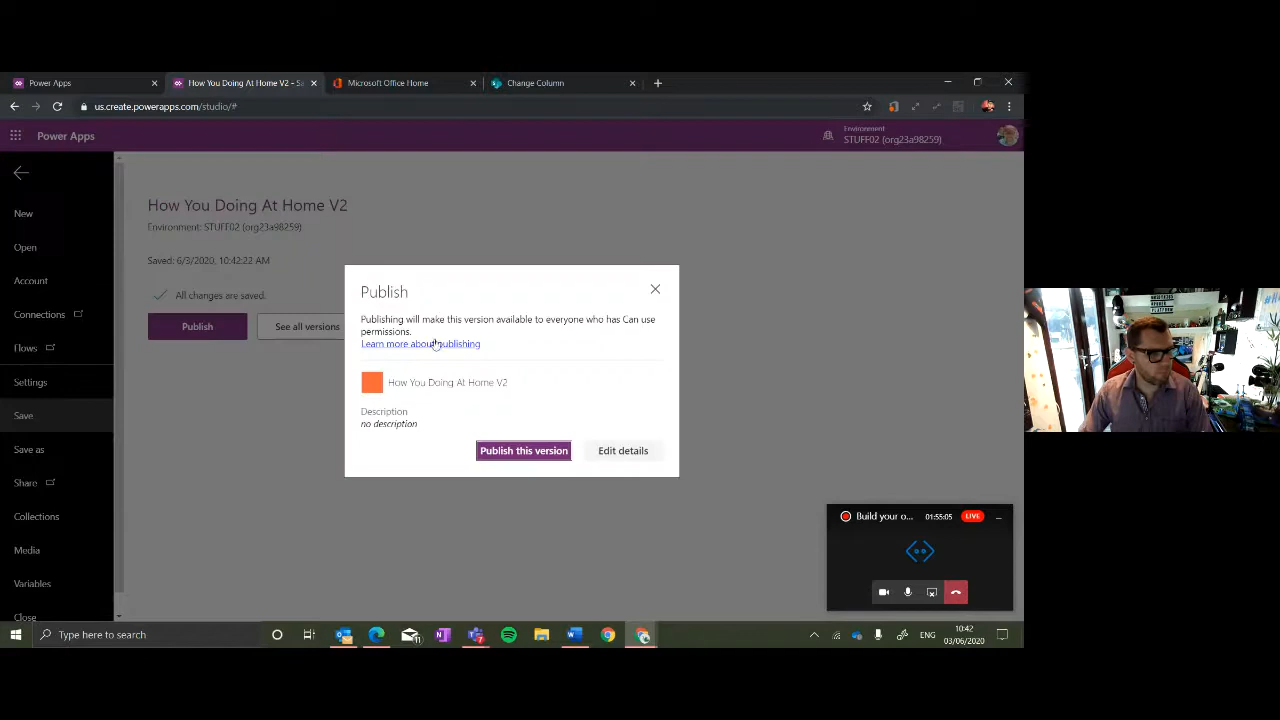 Power Apps
How You Doing At Home V2 - Sa
Microsoft Office Home
Change Column
us.create.powerapps.com/studio/#
Power Apps
Environment
STUFF02 (org23a98259)
New
Open
Account
Connections
Flows
Settings
Save
Save as
Share
Collections
Media
Variables
Close
How You Doing At Home V2
Environment: STUFF02 (org23a98259)
Saved: 6/3/2020, 10:42:22 AM
All changes are saved.
Publish
See all versions
Publish
Publishing will make this version available to everyone who has Can use
permissions.
Learn more about publishing
How You Doing At Home V2
Description
no description
Publish this version
Edit details
Build your o...
01:55:05
LIVE
Type here to search
11
7
ENG
10:42
03/06/2020